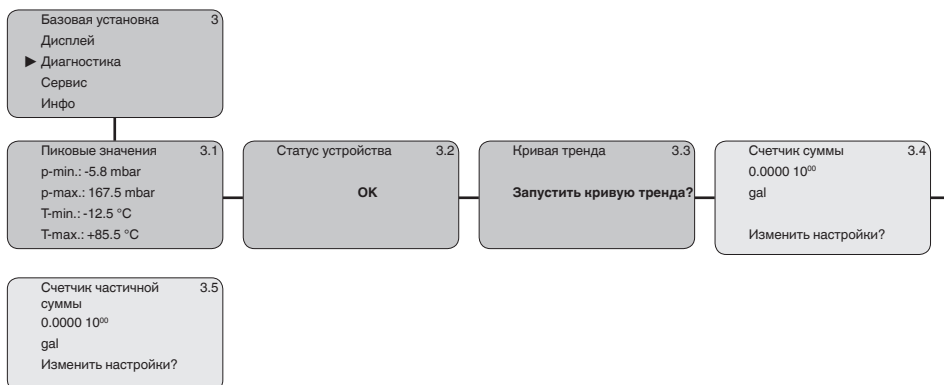 Базовая установка 3
Дисплей
▶ Диагностика
Сервис
Инфо
Пиковые значения 3.1
p-min.: -5.8 mbar
p-max.: 167.5 mbar
T-min.: -12.5 °C
T-max.: +85.5 °C
Статус устройства 3.2
OK
Кривая тренда 3.3
Запустить кривую тренда?
Счетчик суммы 3.4
0.0000 10⁰⁰
gal
Изменить настройки?
Счетчик частичной 3.5
суммы
0.0000 10⁰⁰
gal
Изменить настройки?